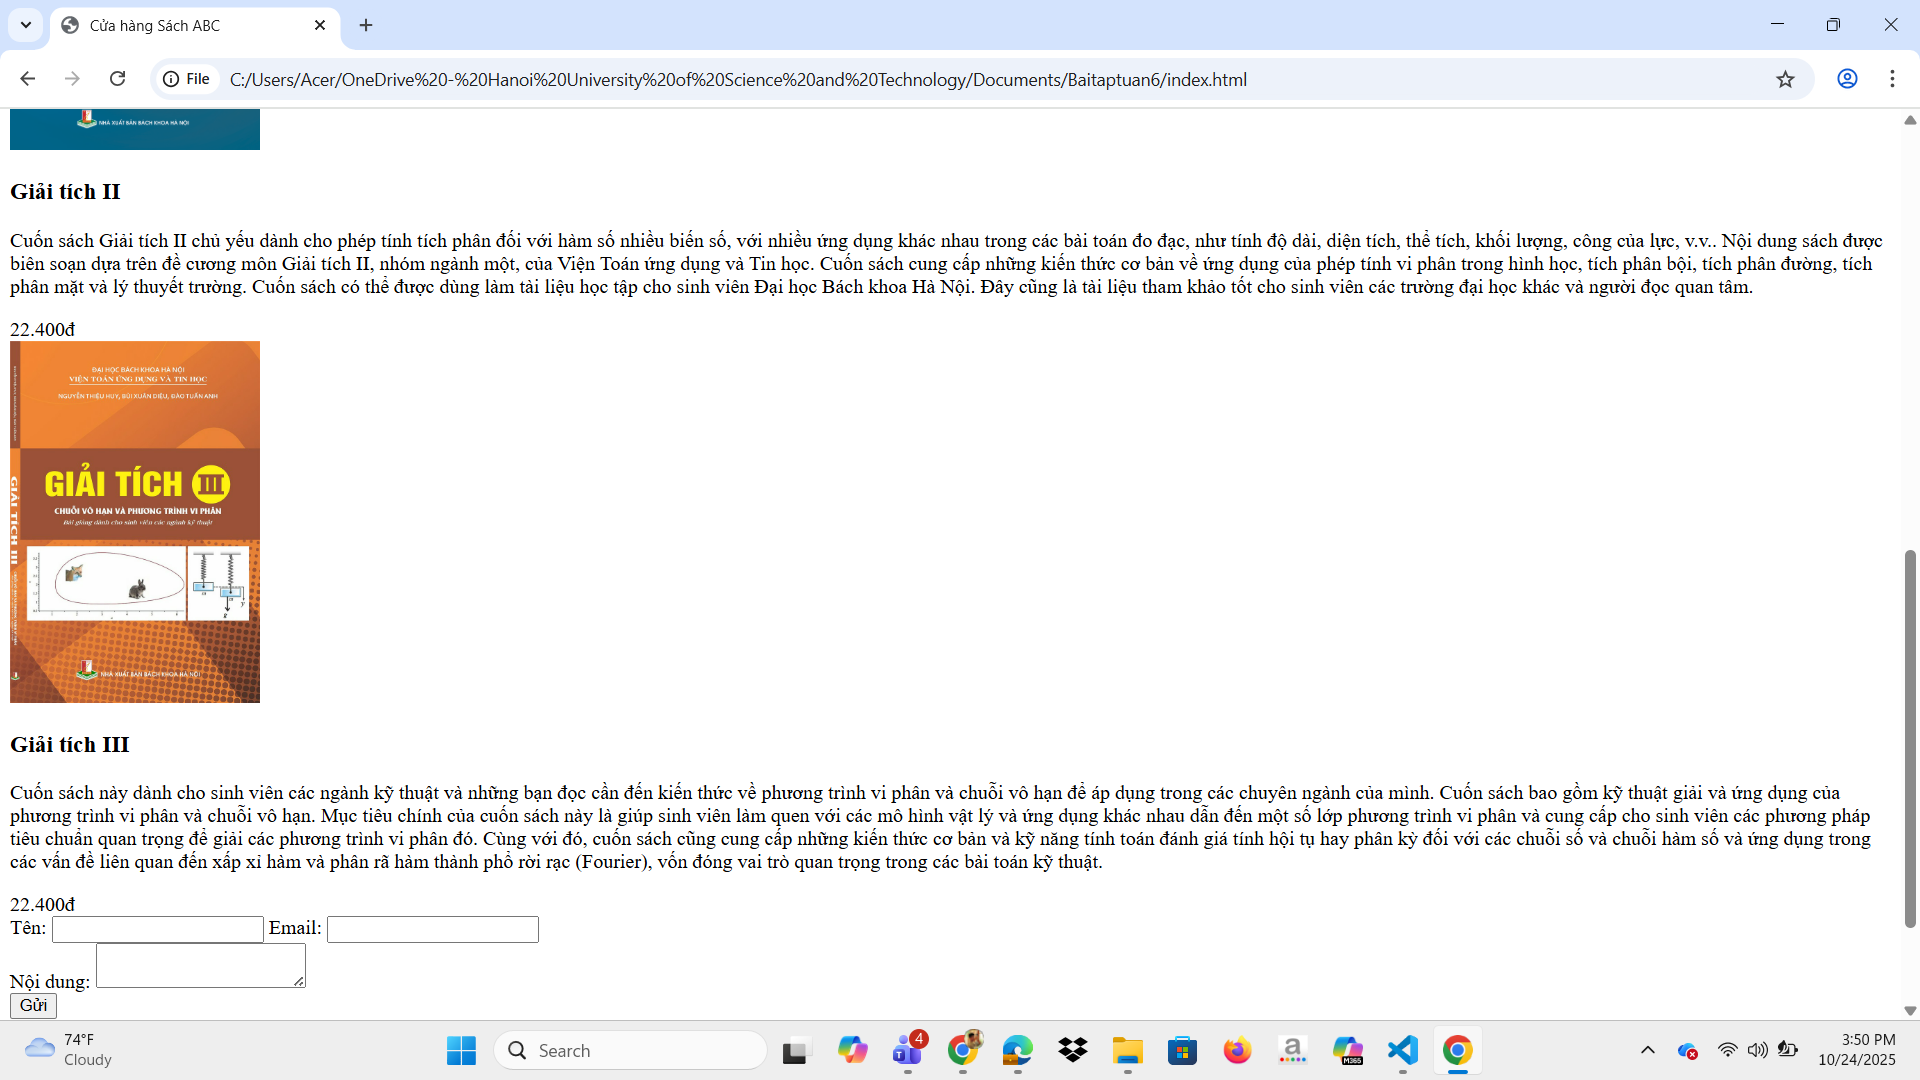 Cửa hàng Sách ABC
File
C:/Users/Acer/OneDrive%20-%20Hanoi%20University%20of%20Science%20and%20Technology/Documents/Baitaptuan6/index.html
NHÀ XUẤT BẢN BÁCH KHOA HÀ NỘI
Giải tích II
Cuốn sách Giải tích II chủ yếu dành cho phép tính tích phân đối với hàm số nhiều biến số, với nhiều ứng dụng khác nhau trong các bài toán đo đạc, như tính độ dài, diện tích, thể tích, khối lượng, công của lực, v.v.. Nội dung sách được
biên soạn dựa trên đề cương môn Giải tích II, nhóm ngành một, của Viện Toán ứng dụng và Tin học. Cuốn sách cung cấp những kiến thức cơ bản về ứng dụng của phép tính vi phân trong hình học, tích phân bội, tích phân đường, tích
phân mặt và lý thuyết trường. Cuốn sách có thể được dùng làm tài liệu học tập cho sinh viên Đại học Bách khoa Hà Nội. Đây cũng là tài liệu tham khảo tốt cho sinh viên các trường đại học khác và người đọc quan tâm.
22.400đ
ĐẠI HỌC BÁCH KHOA HÀ NỘI
VIỆN TOÁN ỨNG DỤNG VÀ TIN HỌC
NGUYỄN THIỆU HUY, BÙI XUÂN DIỆU, ĐÀO TUẤN ANH
GIẢI TÍCH III
CHUỖI VÔ HẠN VÀ PHƯƠNG TRÌNH VI PHÂN
Bài giảng dành cho sinh viên các ngành kỹ thuật
GIẢI TÍCH III
NHÀ XUẤT BẢN BÁCH KHOA HÀ NỘI
Giải tích III
Cuốn sách này dành cho sinh viên các ngành kỹ thuật và những bạn đọc cần đến kiến thức về phương trình vi phân và chuỗi vô hạn để áp dụng trong các chuyên ngành của mình. Cuốn sách bao gồm kỹ thuật giải và ứng dụng của
phương trình vi phân và chuỗi vô hạn. Mục tiêu chính của cuốn sách này là giúp sinh viên làm quen với các mô hình vật lý và ứng dụng khác nhau dẫn đến một số lớp phương trình vi phân và cung cấp cho sinh viên các phương pháp
tiêu chuẩn quan trọng để giải các phương trình vi phân đó. Cùng với đó, cuốn sách cũng cung cấp những kiến thức cơ bản và kỹ năng tính toán đánh giá tính hội tụ hay phân kỳ đối với các chuỗi số và chuỗi hàm số và ứng dụng trong
các vấn đề liên quan đến xấp xỉ hàm và phân rã hàm thành phổ rời rạc (Fourier), vốn đóng vai trò quan trọng trong các bài toán kỹ thuật.
22.400đ
Tên: Email:
Nội dung:
Gửi
74°F
Cloudy
Search
4
M365
3:50 PM
10/24/2025